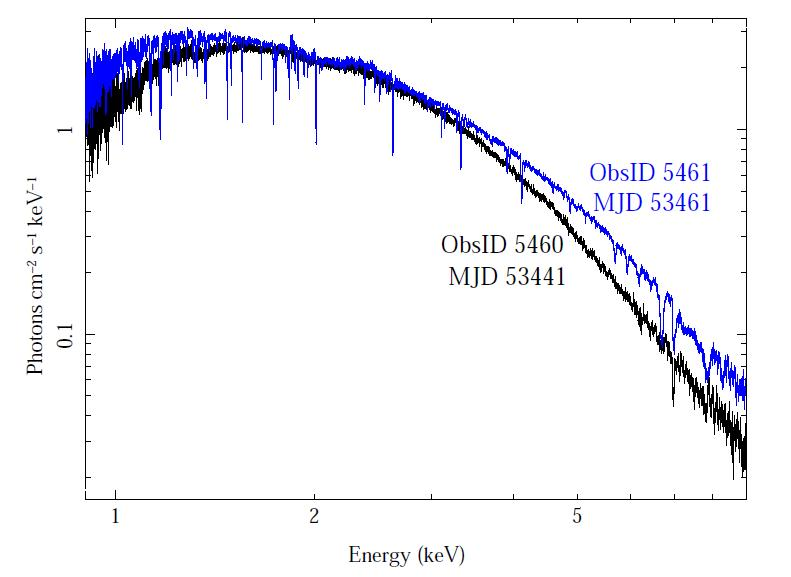 ObsID 5461
MJD 53461
ObsID 5460
MJD 53441
Photons cm⁻² s⁻¹ keV⁻¹
1
0.1
1 2 5
Energy (keV)